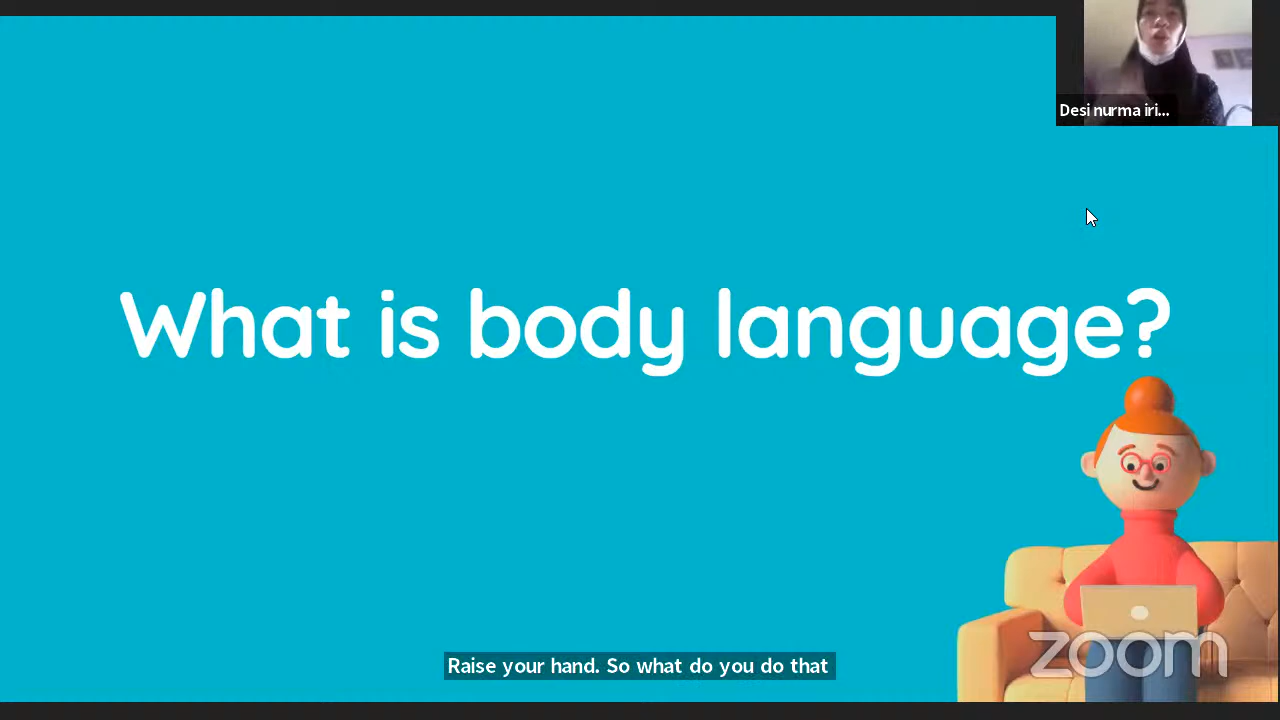 Desi nurma iri...
What is body language?
zoom
Raise your hand. So what do you do that